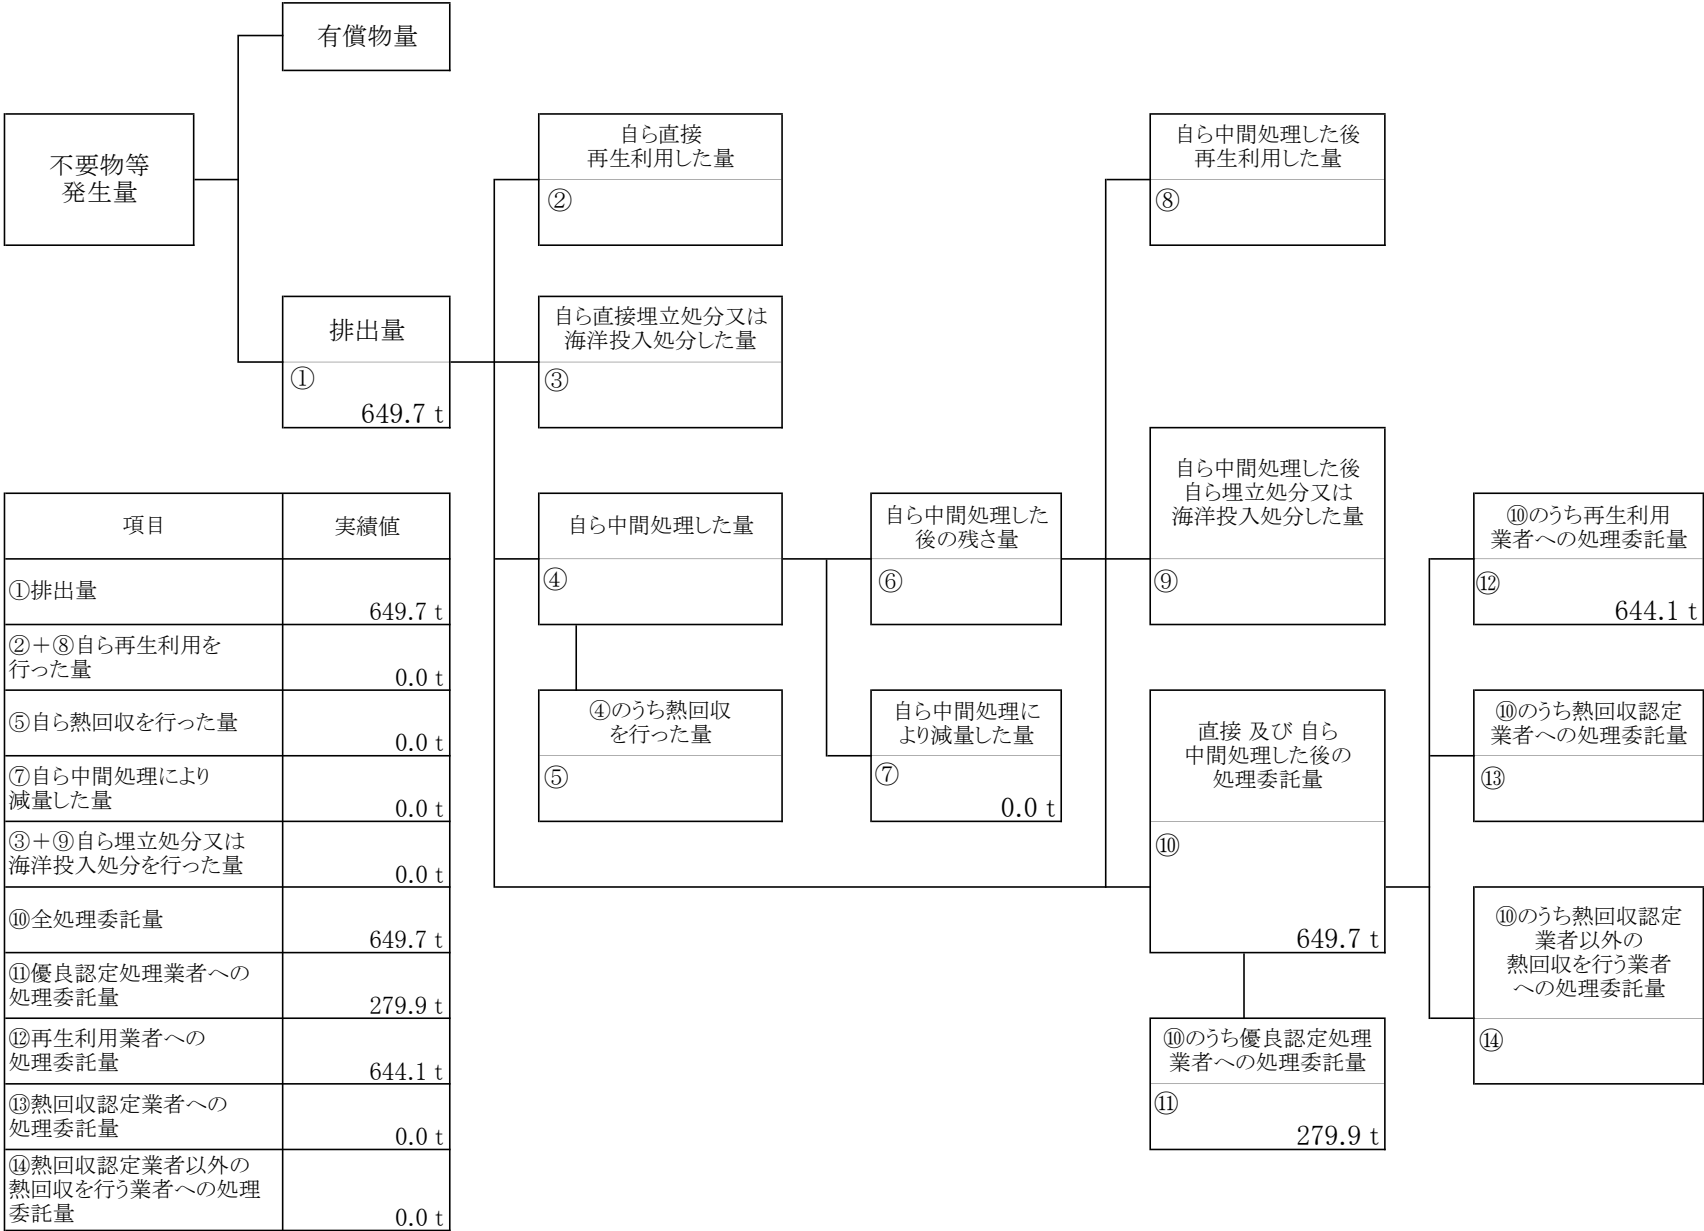 有償物量
不要物等
発生量
自ら直接
再生利用した量
②
自ら中間処理した後
再生利用した量
⑧
排出量
①
649.7 t
自ら直接埋立処分又は
海洋投入処分した量
③
自ら中間処理した量
④
自ら中間処理した
後の残さ量
⑥
自ら中間処理した後
自ら埋立処分又は
海洋投入処分した量
⑨
⑩のうち再生利用
業者への処理委託量
⑫
644.1 t
④のうち熱回収
を行った量
⑤
自ら中間処理に
より減量した量
⑦
0.0 t
直接 及び 自ら
中間処理した後の
処理委託量
⑩
649.7 t
⑩のうち熱回収認定
業者への処理委託量
⑬
⑩のうち熱回収認定
業者以外の
熱回収を行う業者
への処理委託量
⑭
⑩のうち優良認定処理
業者への処理委託量
⑪
279.9 t
項目 実績値
①排出量
649.7 t
②+⑧自ら再生利用を
行った量
0.0 t
⑤自ら熱回収を行った量
0.0 t
⑦自ら中間処理により
減量した量
0.0 t
③+⑨自ら埋立処分又は
海洋投入処分を行った量
0.0 t
⑩全処理委託量
649.7 t
⑪優良認定処理業者への
処理委託量
279.9 t
⑫再生利用業者への
処理委託量
644.1 t
⑬熱回収認定業者への
処理委託量
0.0 t
⑭熱回収認定業者以外の
熱回収を行う業者への処理
委託量
0.0 t